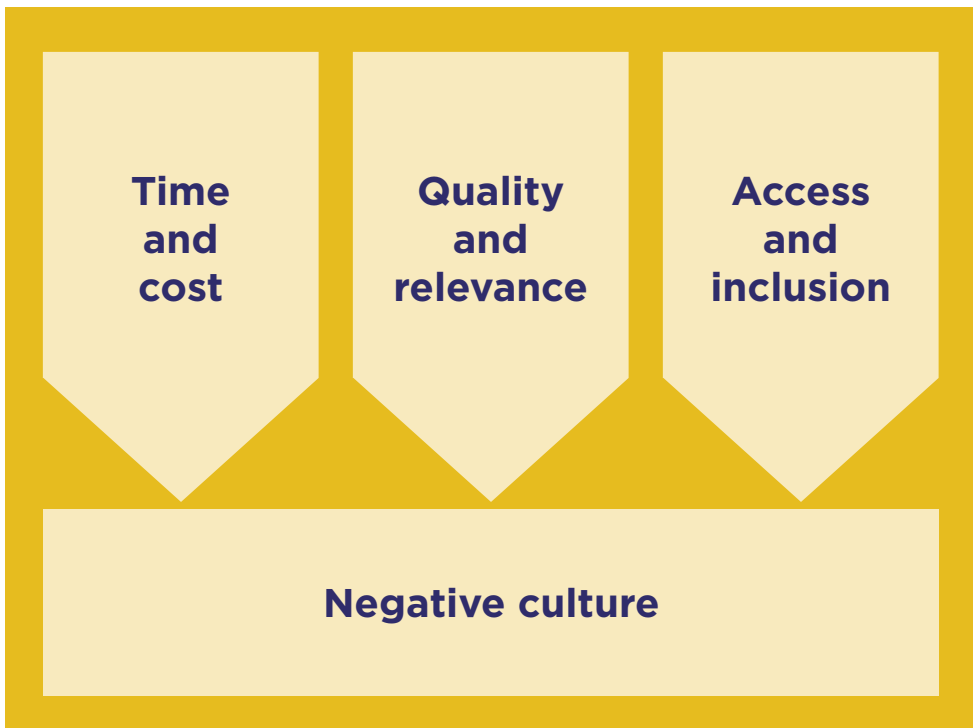 Time
and
cost
Quality
and
relevance
Access
and
inclusion
Negative culture